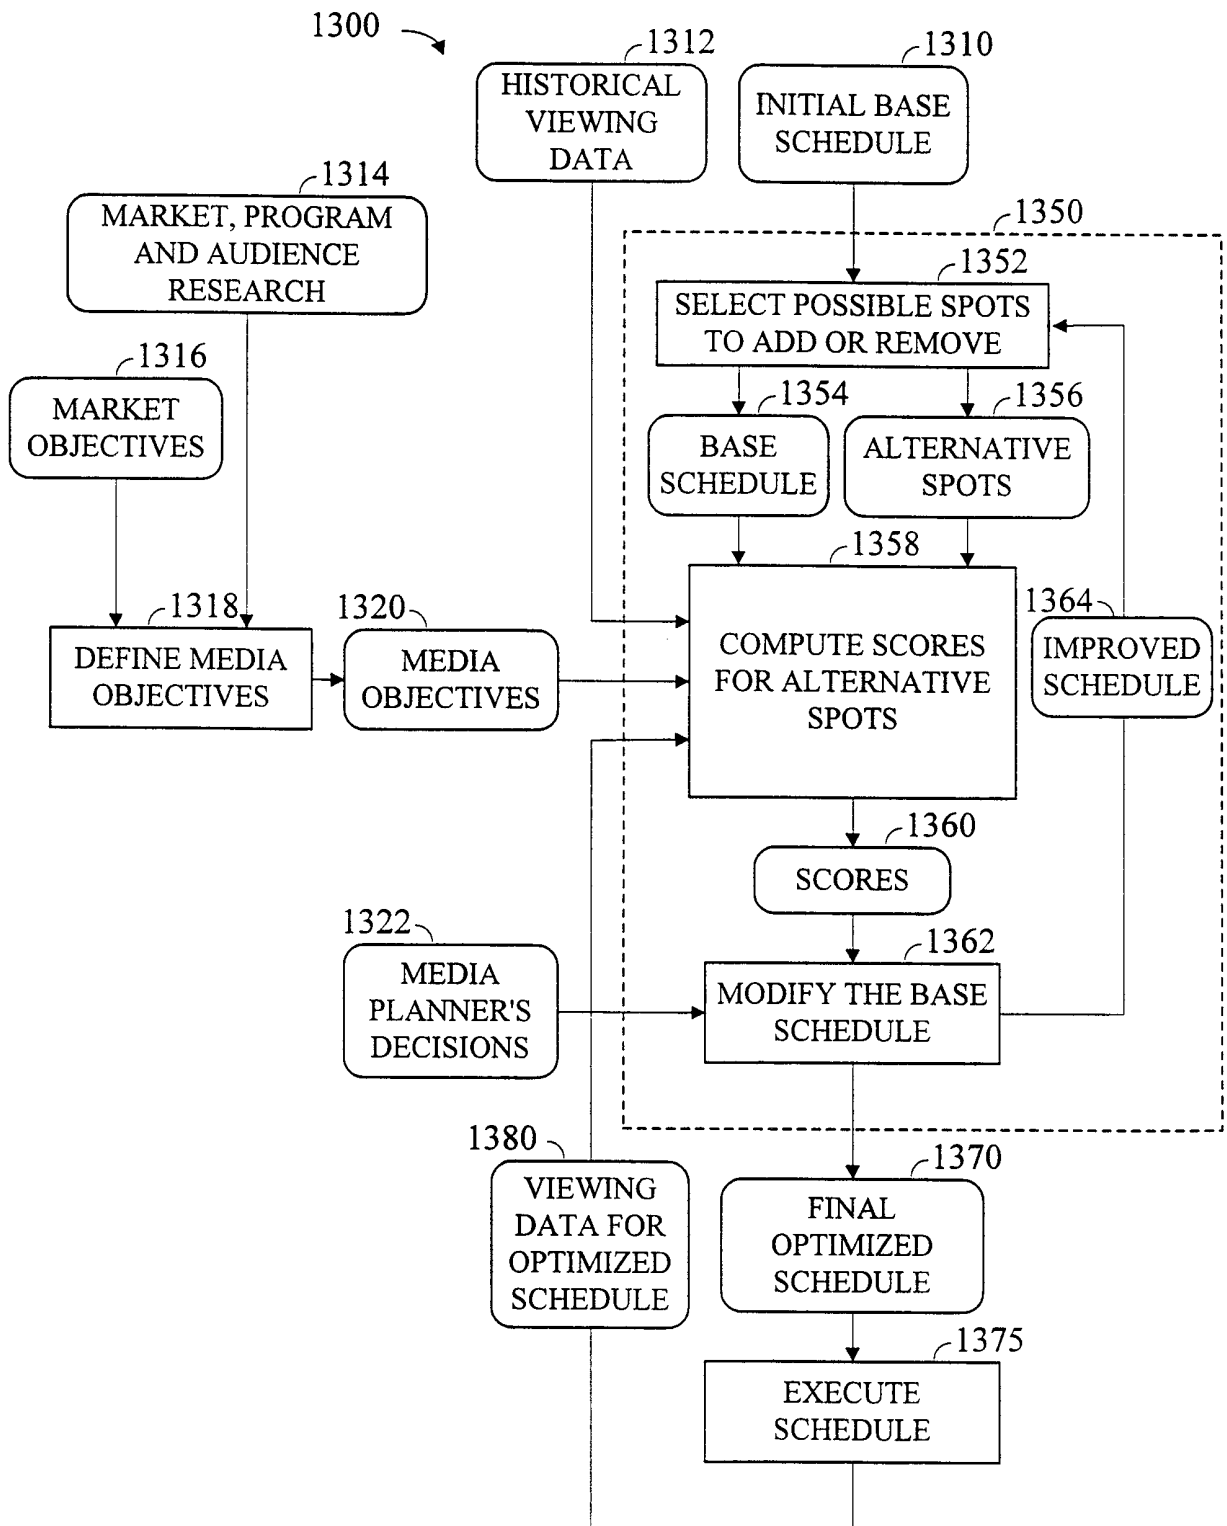 1300
1312
1310
HISTORICAL
VIEWING
DATA
INITIAL BASE
SCHEDULE
1314
MARKET, PROGRAM
AND AUDIENCE
RESEARCH
1350
1352
SELECT POSSIBLE SPOTS
TO ADD OR REMOVE
1316
MARKET
OBJECTIVES
1354
BASE
SCHEDULE
1356
ALTERNATIVE
SPOTS
1358
COMPUTE SCORES
FOR ALTERNATIVE
SPOTS
1364
IMPROVED
SCHEDULE
1318
DEFINE MEDIA
OBJECTIVES
1320
MEDIA
OBJECTIVES
1360
SCORES
1322
MEDIA
PLANNER'S
DECISIONS
1362
MODIFY THE BASE
SCHEDULE
1380
VIEWING
DATA FOR
OPTIMIZED
SCHEDULE
1370
FINAL
OPTIMIZED
SCHEDULE
1375
EXECUTE
SCHEDULE